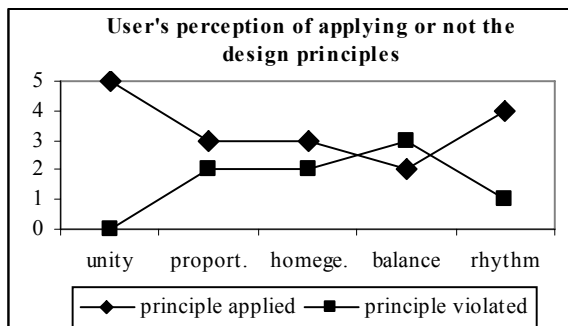 User's perception of applying or not the
design principles
5
4
3
2
1
0
unity proport. homege. balance rhythm
principle applied principle violated